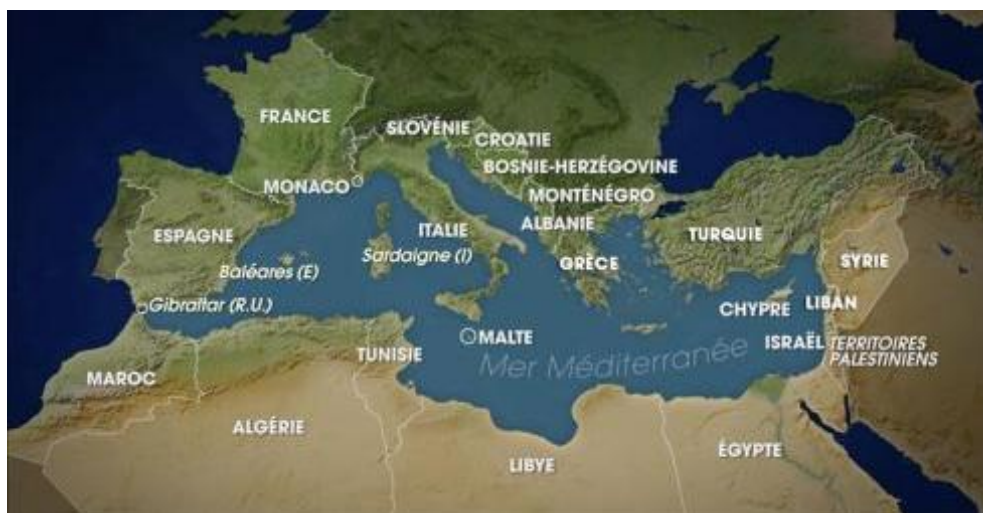 FRANCE
SLOVÉNIE
CROATIE
BOSNIE-HERZÉGOVINE
MONACO
MONTÉNÉGRO
ALBANIE
ITALIE
ESPAGNE
TURQUIE
Sardaigne (I)
GRÈCE
SYRIE
Baléares (E)
Gibraltar (R.U.)
CHYPRE
LIBAN
MALTE
ISRAËL
TERRITOIRES
PALESTINIENS
TUNISIE
Mer Méditerranée
MAROC
ALGÉRIE
ÉGYPTE
LIBYE